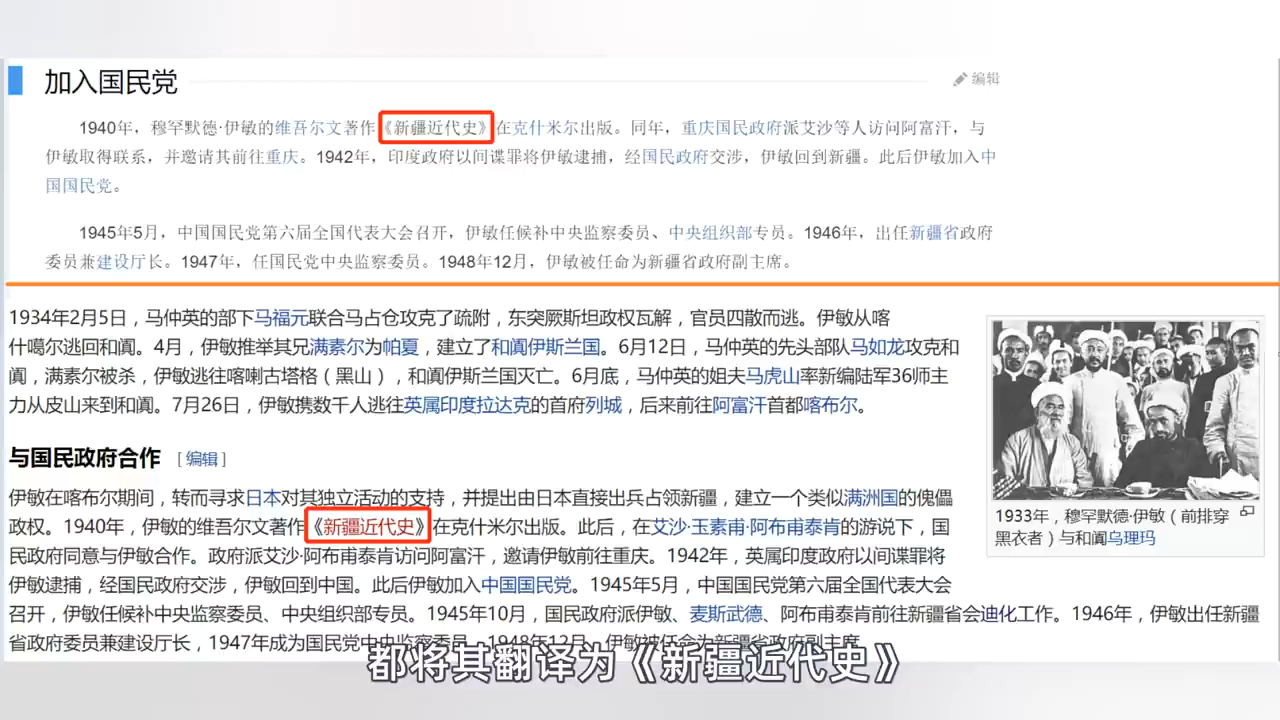 加入国民党
编辑
1940年，穆罕默德·伊敏的维吾尔文著作《新疆近代史》在克什米尔出版。同年，重庆国民政府派艾沙等人访问阿富汗，与
伊敏取得联系，并邀请其前往重庆。1942年，印度政府以间谍罪将伊敏逮捕，经国民政府交涉，伊敏回到新疆。此后伊敏加入中
国国民党。
1945年5月，中国国民党第六届全国代表大会召开，伊敏任候补中央监察委员、中央组织部专员。1946年，出任新疆省政府
委员兼建设厅长。1947年，任国民党中央监察委员。1948年12月，伊敏被任命为新疆省政府副主席。
1934年2月5日，马仲英的部下马福元联合马占仓攻克了疏附，东突厥斯坦政权瓦解，官员四散而逃。伊敏从喀
什噶尔逃回和阗。4月，伊敏推举其兄满素尔为帕夏，建立了和阗伊斯兰国。6月12日，马仲英的先头部队马如龙攻克和
阗，满素尔被杀，伊敏逃往喀喇古塔格（黑山），和阗伊斯兰国灭亡。6月底，马仲英的姐夫马虎山率新编陆军36师主
力从皮山来到和阗。7月26日，伊敏携数千人逃往英属印度拉达克的首府列城，后来前往阿富汗首都喀布尔。
与国民政府合作 [编辑]
伊敏在喀布尔期间，转而寻求日本对其独立活动的支持，并提出由日本直接出兵占领新疆，建立一个类似满洲国的傀儡
政权。1940年，伊敏的维吾尔文著作《新疆近代史》在克什米尔出版。此后，在艾沙·玉素甫·阿布甫泰肯的游说下，国
民政府同意与伊敏合作。政府派艾沙·阿布甫泰肯访问阿富汗，邀请伊敏前往重庆。1942年，英属印度政府以间谍罪将
伊敏逮捕，经国民政府交涉，伊敏回到中国。此后伊敏加入中国国民党。1945年5月，中国国民党第六届全国代表大会
召开，伊敏任候补中央监察委员、中央组织部专员。1945年10月，国民政府派伊敏、麦斯武德、阿布甫泰肯前往新疆省会迪化工作。1946年，伊敏出任新疆
省政府委员兼建设厅长，1947年成为国民党中央监察委员。1948年12月，伊敏被任命为新疆省政府副主席。
1933年，穆罕默德·伊敏（前排穿
黑衣者）与和阗乌理玛
都将其翻译为《新疆近代史》